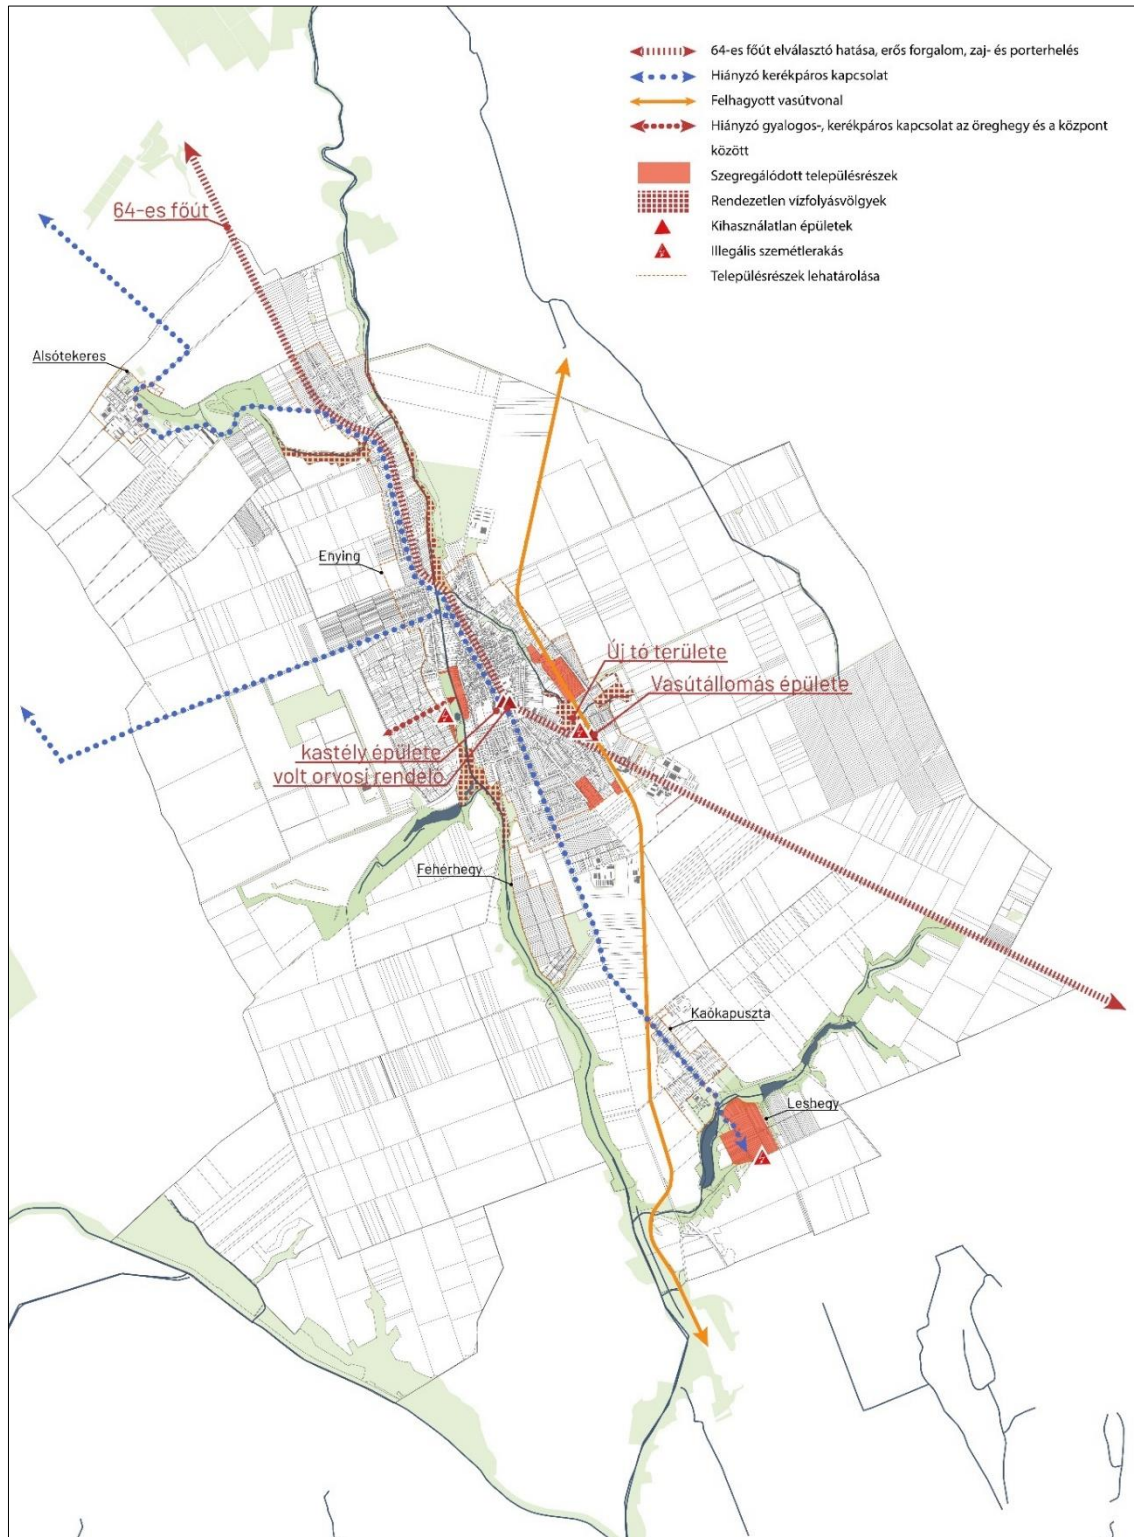 64-es főút elválasztó hatása, erős forgalom, zaj- és porterhelés
Hiányzó kerékpáros kapcsolat
Felhagyott vasútvonal
Hiányzó gyalogos-, kerékpáros kapcsolat az öreghegy és a központ
között
Szegregálódott településrészek
Rendezetlen vízfolyásvölgyek
Kihasználatlan épületek
Illegális szemétlerakás
Településrészek lehatárolása
64-es főút
Alsótekeres
Enying
Új tó területe
Vasútállomás épülete
kastély épülete
volt orvosi rendelő
Fehérhegy
Kaókapuszta
Leshegy